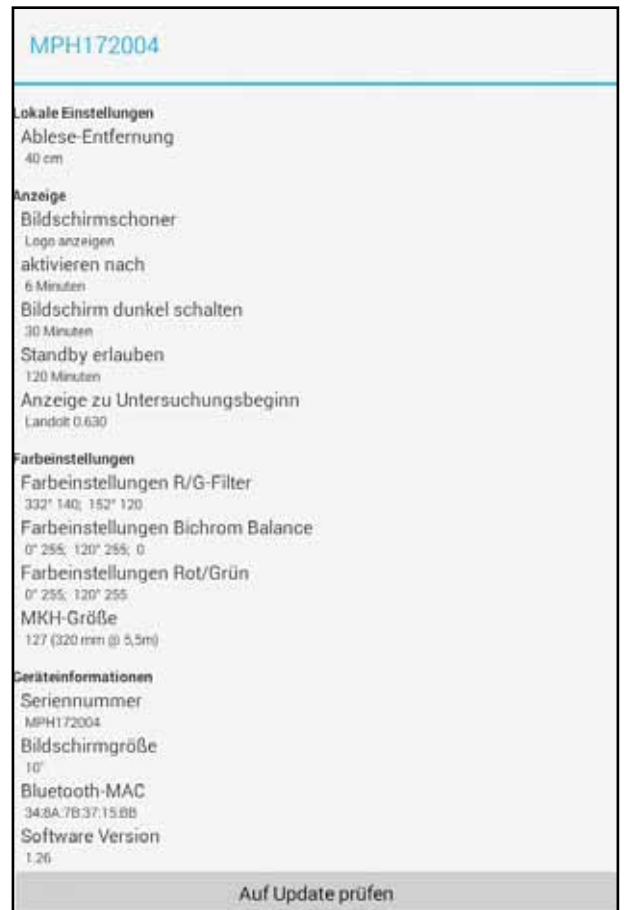 MPH172004
Lokale Einstellungen
Ablese-Entfernung
40 cm
Anzeige
Bildschirmschoner
Logo anzeigen
aktivieren nach
6 Minuten
Bildschirm dunkel schalten
30 Minuten
Standby erlauben
120 Minuten
Anzeige zu Untersuchungsbeginn
Landolt 0.630
Farbeinstellungen
Farbeinstellungen R/G-Filter
332° 140; 152° 120
Farbeinstellungen Bichrom Balance
0° 255; 120° 255; 0
Farbeinstellungen Rot/Grün
0° 255; 120° 255
MKH-Größe
127 (320 mm @ 5,5m)
Geräteinformationen
Seriennummer
MPH172004
Bildschirmgröße
10"
Bluetooth-MAC
34:8A:7B:37:15:BB
Software Version
1.26
Auf Update prüfen